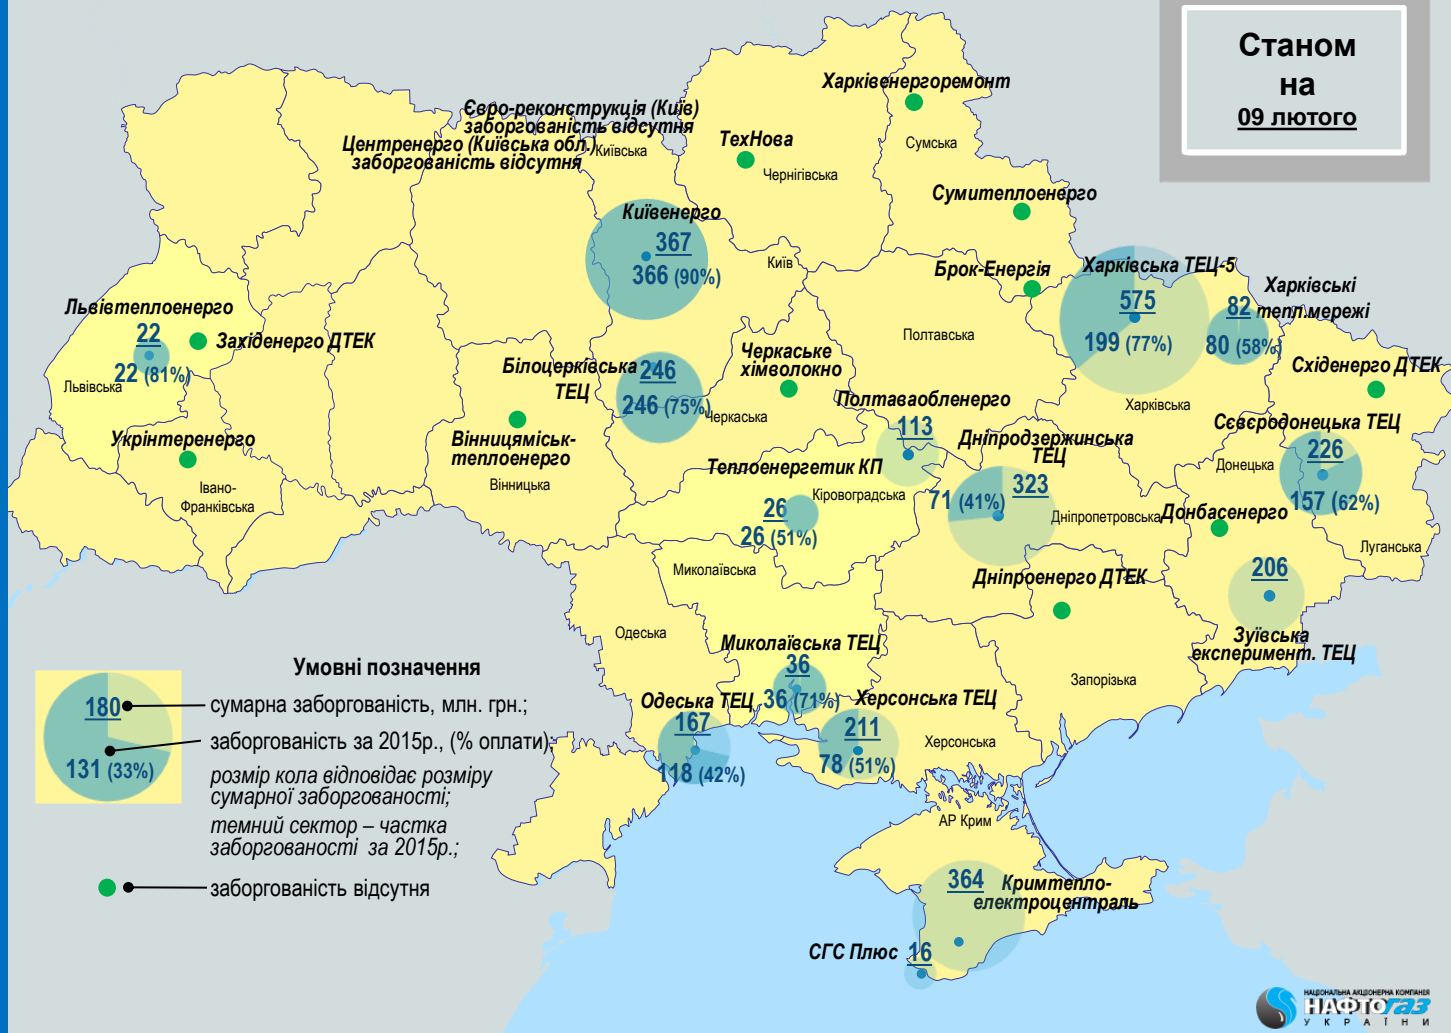 Станом
на
09 лютого
Харківенергоремонт
Євро-реконструкція (Київ)
заборгованість відсутня
Центренерго (Київська обл.)
заборгованість відсутня
Київська
ТехНова
Чернігівська
Сумська
Сумитеплоенерго
Київенерго
367
366 (90%)
Київ
Брок-Енергія
Харківська ТЕЦ-5
575
199 (77%)
Харківські
тепл.мережі
82
80 (58%)
Львівтеплоенерго
22
22 (81%)
Львівська
Західенерго ДТЕК
Полтавська
Білоцерківська
ТЕЦ
246
246 (75%)
Черкаське
хімволокно
Черкаська
Східенерго ДТЕК
Харківська
Полтаваобленерго
113
Сєвєродонецька ТЕЦ
226
157 (62%)
Донецька
Укрінтеренерго
Івано-
Франківська
Вінницяміськ-
теплоенерго
Вінницька
Дніпродзержинська
ТЕЦ
323
71 (41%)
Теплоенергетик КП
Кіровоградська
26
26 (51%)
Дніпропетровська
Донбасенерго
Луганська
Миколаївська
Дніпроенерго ДТЕК
206
Зуївська
експеримент. ТЕЦ
Одеська
Миколаївська ТЕЦ
36
36 (71%)
Запорізька
Одеська ТЕЦ
167
118 (42%)
Херсонська ТЕЦ
211
78 (51%)
Херсонська
Умовні позначення
180
131 (33%)
сумарна заборгованість, млн. грн.;
заборгованість за 2015р., (% оплати);
розмір кола відповідає розміру
сумарної заборгованості;
темний сектор – частка
заборгованості за 2015р.;
заборгованість відсутня
АР Крим
364
Кримтепло-
електроцентраль
СГС Плюс
16
НАЦІОНАЛЬНА АКЦІОНЕРНА КОМПАНІЯ
НАФТОГАЗ
УКРАЇНИ